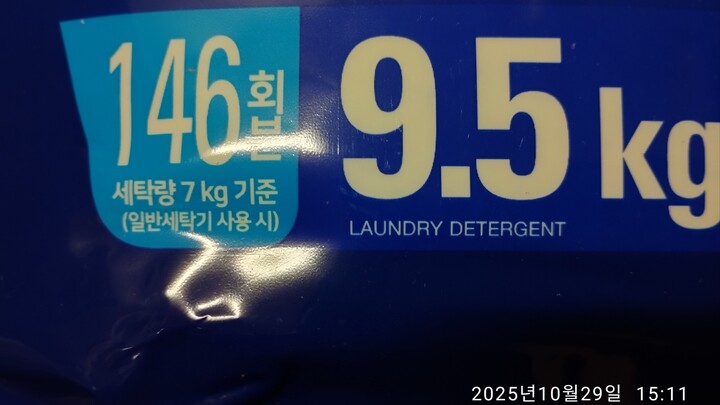 146회분
세탁량 7 kg 기준
(일반세탁기 사용 시)
9.5 kg
LAUNDRY DETERGENT
2025년10월29일 15:11